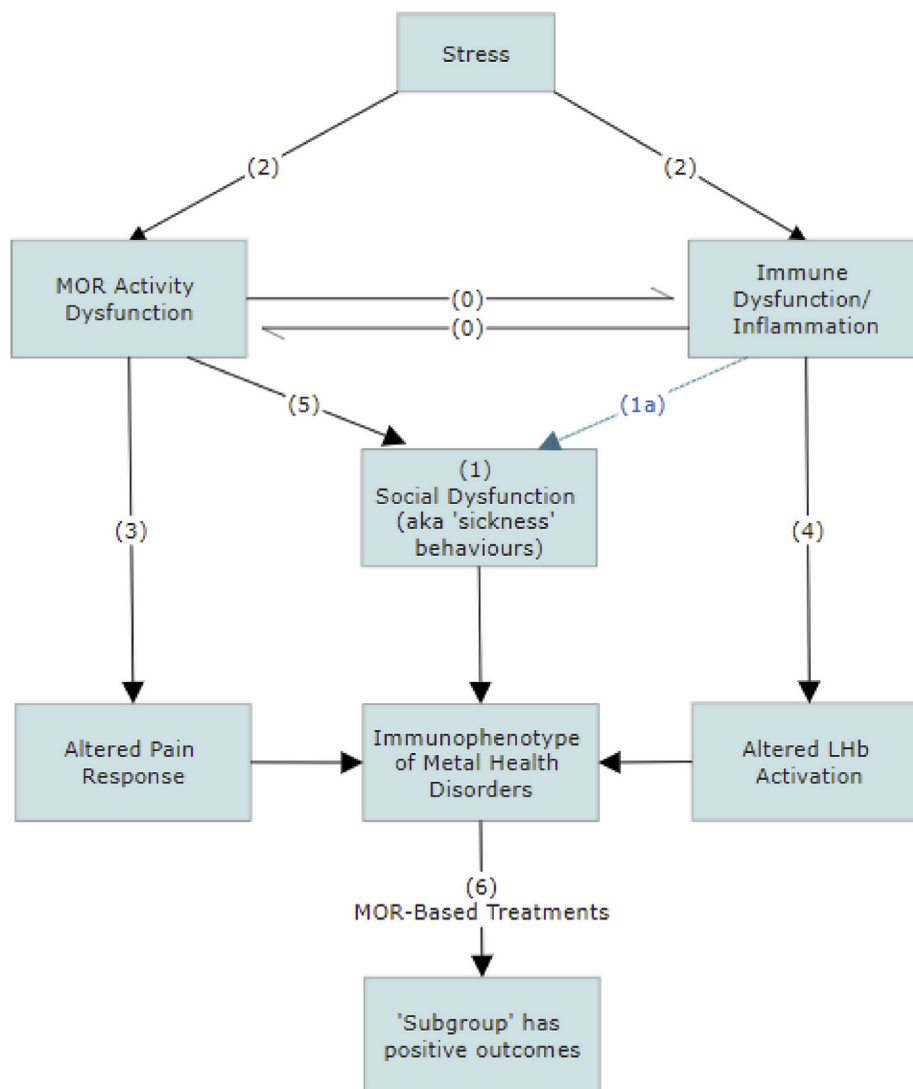 Stress
(2)
(2)
MOR Activity
Dysfunction
(0)
(0)
Immune
Dysfunction/
Inflammation
(5)
(1a)
(3)
(1)
Social Dysfunction
(aka 'sickness'
behaviours)
(4)
Altered Pain
Response
Immunophenotype
of Metal Health
Disorders
Altered LHb
Activation
(6)
MOR-Based Treatments
'Subgroup' has
positive outcomes